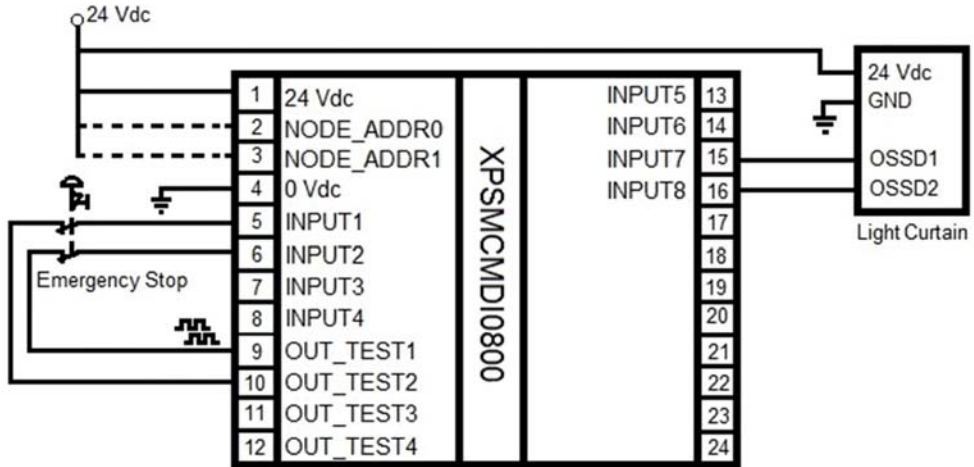 24 Vdc
1 24 Vdc
2 NODE_ADDR0
3 NODE_ADDR1
4 0 Vdc
5 INPUT1
6 INPUT2
7 INPUT3
8 INPUT4
9 OUT_TEST1
10 OUT_TEST2
11 OUT_TEST3
12 OUT_TEST4
Emergency Stop
XPSMCMDI0800
INPUT5 13
INPUT6 14
INPUT7 15
INPUT8 16
17
18
19
20
21
22
23
24
24 Vdc
GND
OSSD1
OSSD2
Light Curtain